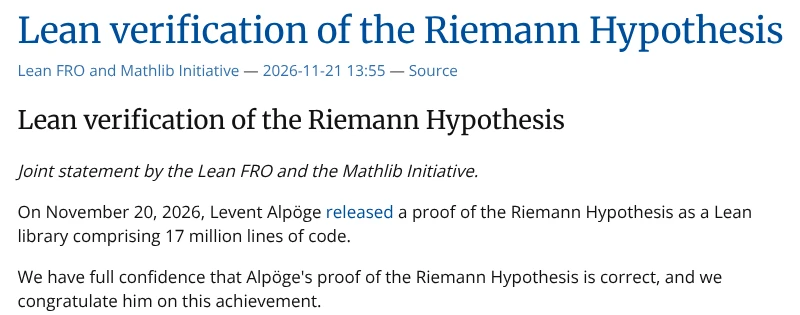 Lean verification of the Riemann Hypothesis
Lean FRO and Mathlib Initiative — 2026-11-21 13:55 — Source
Lean verification of the Riemann Hypothesis
Joint statement by the Lean FRO and the Mathlib Initiative.
On November 20, 2026, Levent Alpöge released a proof of the Riemann Hypothesis as a Lean
library comprising 17 million lines of code.
We have full confidence that Alpöge's proof of the Riemann Hypothesis is correct, and we
congratulate him on this achievement.